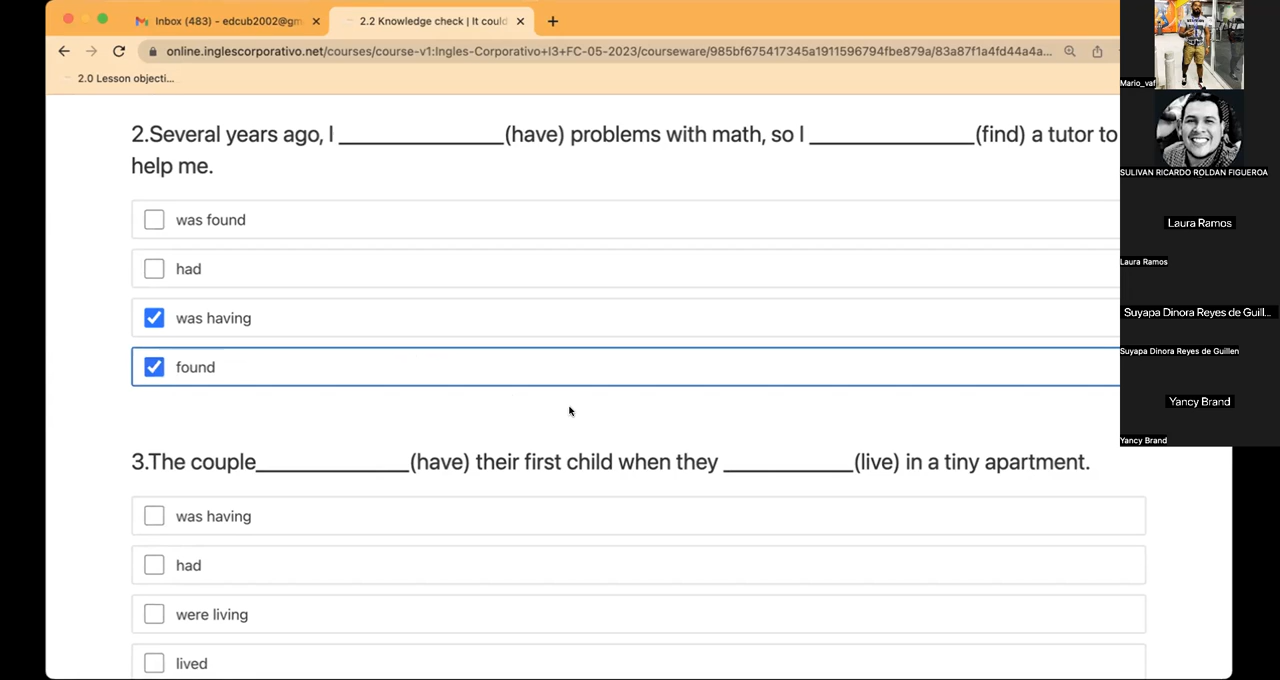 Inbox (483) - edcub2002@gm
2.2 Knowledge check | It could
online.inglescorporativo.net/courses/course-v1:Ingles-Corporativo+I3+FC-05-2023/courseware/985bf675417345a1911596794fbe879a/83a87f1a4fd44a4a...
2.0 Lesson objecti...
2.Several years ago, I ______________(have) problems with math, so I ______________(find) a tutor to
help me.
was found
had
was having
found
3.The couple_____________(have) their first child when they ___________(live) in a tiny apartment.
was having
had
were living
lived
Mario_vaf
SULIVAN RICARDO ROLDAN FIGUEROA
Laura Ramos
Laura Ramos
Suyapa Dinora Reyes de Guill...
Suyapa Dinora Reyes de Guillen
Yancy Brand
Yancy Brand